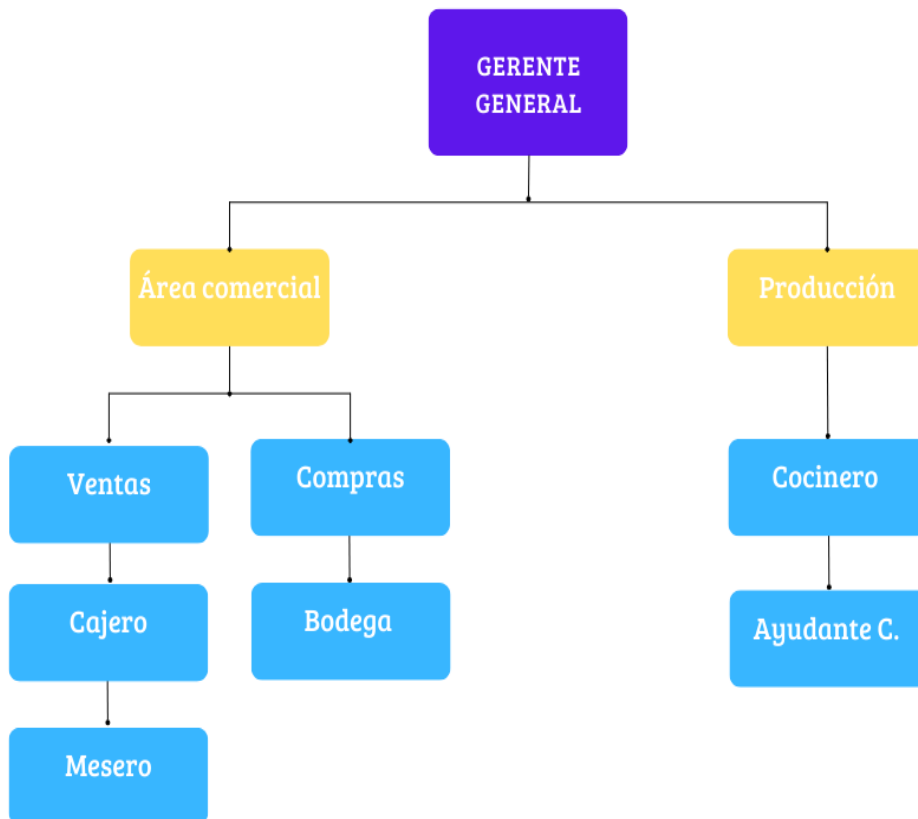 GERENTE
GENERAL
Área comercial
Producción
Ventas
Compras
Cocinero
Cajero
Bodega
Ayudante C.
Mesero